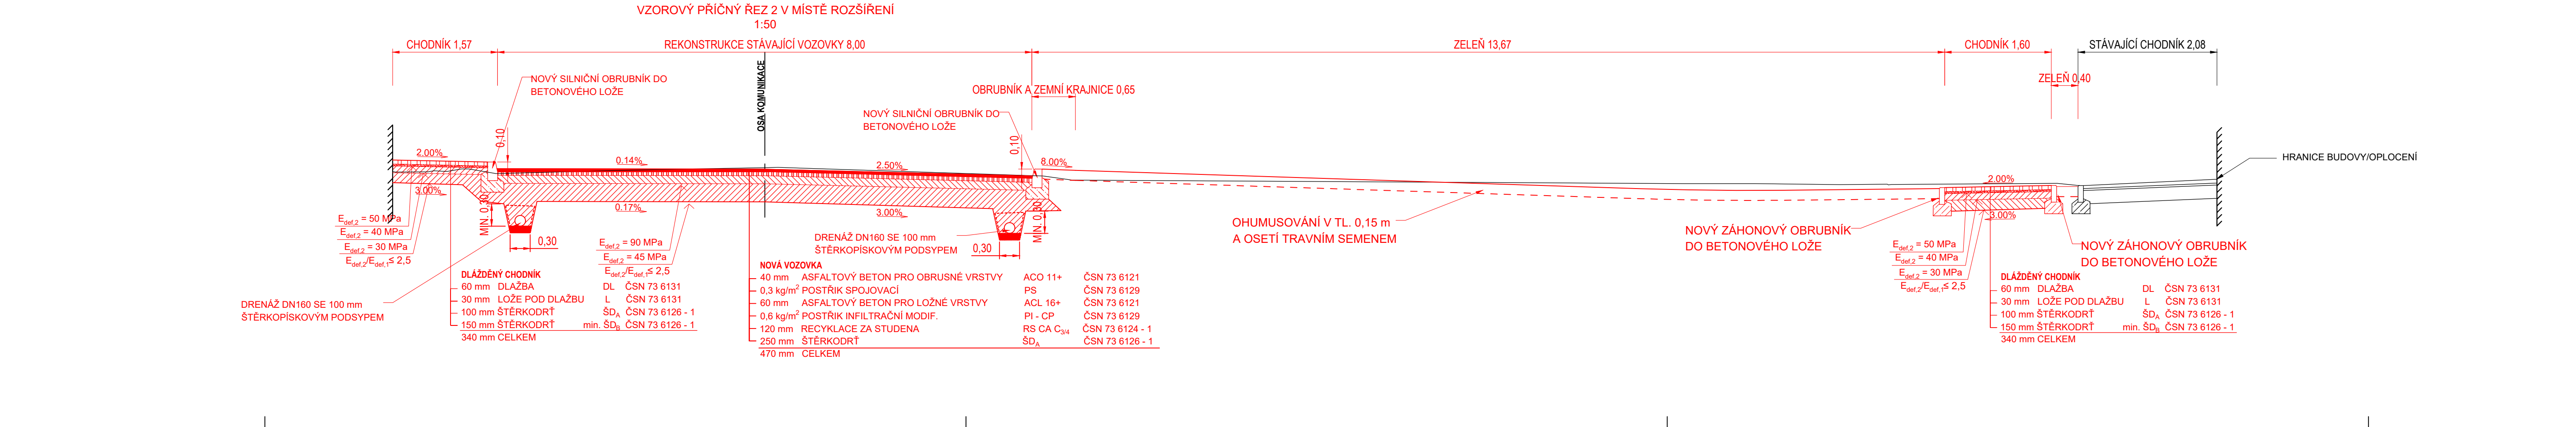 VZOROVÝ PŘÍČNÝ ŘEZ 2 V MÍSTĚ ROZŠÍŘENÍ
1:50
CHODNÍK 1,57
REKONSTRUKCE STÁVAJÍCÍ VOZOVKY 8,00
ZELEŇ 13,67
CHODNÍK 1,60
STÁVAJÍCÍ CHODNÍK 2,08
ZELEŇ 0,40
NOVÝ SILNIČNÍ OBRUBNÍK DO
BETONOVÉHO LOŽE
OSA KOMUNIKACE
OBRUBNÍK A ZEMNÍ KRAJNICE 0,65
NOVÝ SILNIČNÍ OBRUBNÍK DO
BETONOVÉHO LOŽE
0,10
0,10
2.00%
0.14%
2.50%
8.00%
HRANICE BUDOVY/OPLOCENÍ
2.00%
3.00%
0.17%
3.00%
3.00%
MIN. 0,30
MIN. 0,30
0,30
0,30
Edef,2 = 50 MPa
Edef,2 = 40 MPa
Edef,2 = 30 MPa
Edef,2/Edef,1≤ 2,5
Edef,2 = 90 MPa
Edef,2 = 45 MPa
Edef,2/Edef,1≤ 2,5
DRENÁŽ DN160 SE 100 mm
ŠTĚRKOPÍSKOVÝM PODSYPEM
OHUMUSOVÁNÍ V TL. 0,15 m
A OSETÍ TRAVNÍM SEMENEM
NOVÝ ZÁHONOVÝ OBRUBNÍK
DO BETONOVÉHO LOŽE
Edef,2 = 50 MPa
Edef,2 = 40 MPa
Edef,2 = 30 MPa
Edef,2/Edef,1≤ 2,5
NOVÝ ZÁHONOVÝ OBRUBNÍK
DO BETONOVÉHO LOŽE
DRENÁŽ DN160 SE 100 mm
ŠTĚRKOPÍSKOVÝM PODSYPEM
DLÁŽDĚNÝ CHODNÍK
60 mm DLAŽBA DL ČSN 73 6131
30 mm LOŽE POD DLAŽBU L ČSN 73 6131
100 mm ŠTĚRKODRŤ ŠDA ČSN 73 6126 - 1
150 mm ŠTĚRKODRŤ min. ŠDB ČSN 73 6126 - 1
340 mm CELKEM
NOVÁ VOZOVKA
40 mm ASFALTOVÝ BETON PRO OBRUSNÉ VRSTVY ACO 11+ ČSN 73 6121
0,3 kg/m2 POSTŘIK SPOJOVACÍ PS ČSN 73 6129
60 mm ASFALTOVÝ BETON PRO LOŽNÉ VRSTVY ACL 16+ ČSN 73 6121
0,6 kg/m2 POSTŘIK INFILTRAČNÍ MODIF. PI - CP ČSN 73 6129
120 mm RECYKLACE ZA STUDENA RS CA C3/4 ČSN 73 6124 - 1
250 mm ŠTĚRKODRŤ ŠDA ČSN 73 6126 - 1
470 mm CELKEM
DLÁŽDĚNÝ CHODNÍK
60 mm DLAŽBA DL ČSN 73 6131
30 mm LOŽE POD DLAŽBU L ČSN 73 6131
100 mm ŠTĚRKODRŤ ŠDA ČSN 73 6126 - 1
150 mm ŠTĚRKODRŤ min. ŠDB ČSN 73 6126 - 1
340 mm CELKEM